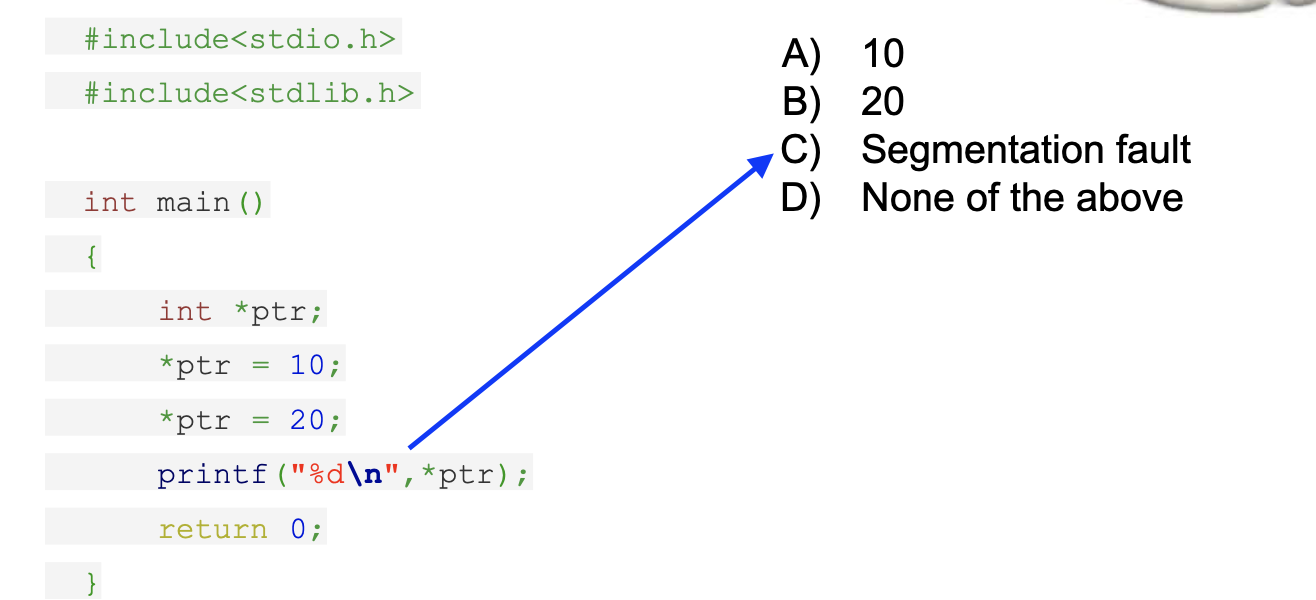 #include<stdio.h>
#include<stdlib.h>
int main()
{
int *ptr;
*ptr = 10;
*ptr = 20;
printf("%d\n",*ptr);
return 0;
}
A) 10
B) 20
C) Segmentation fault
D) None of the above